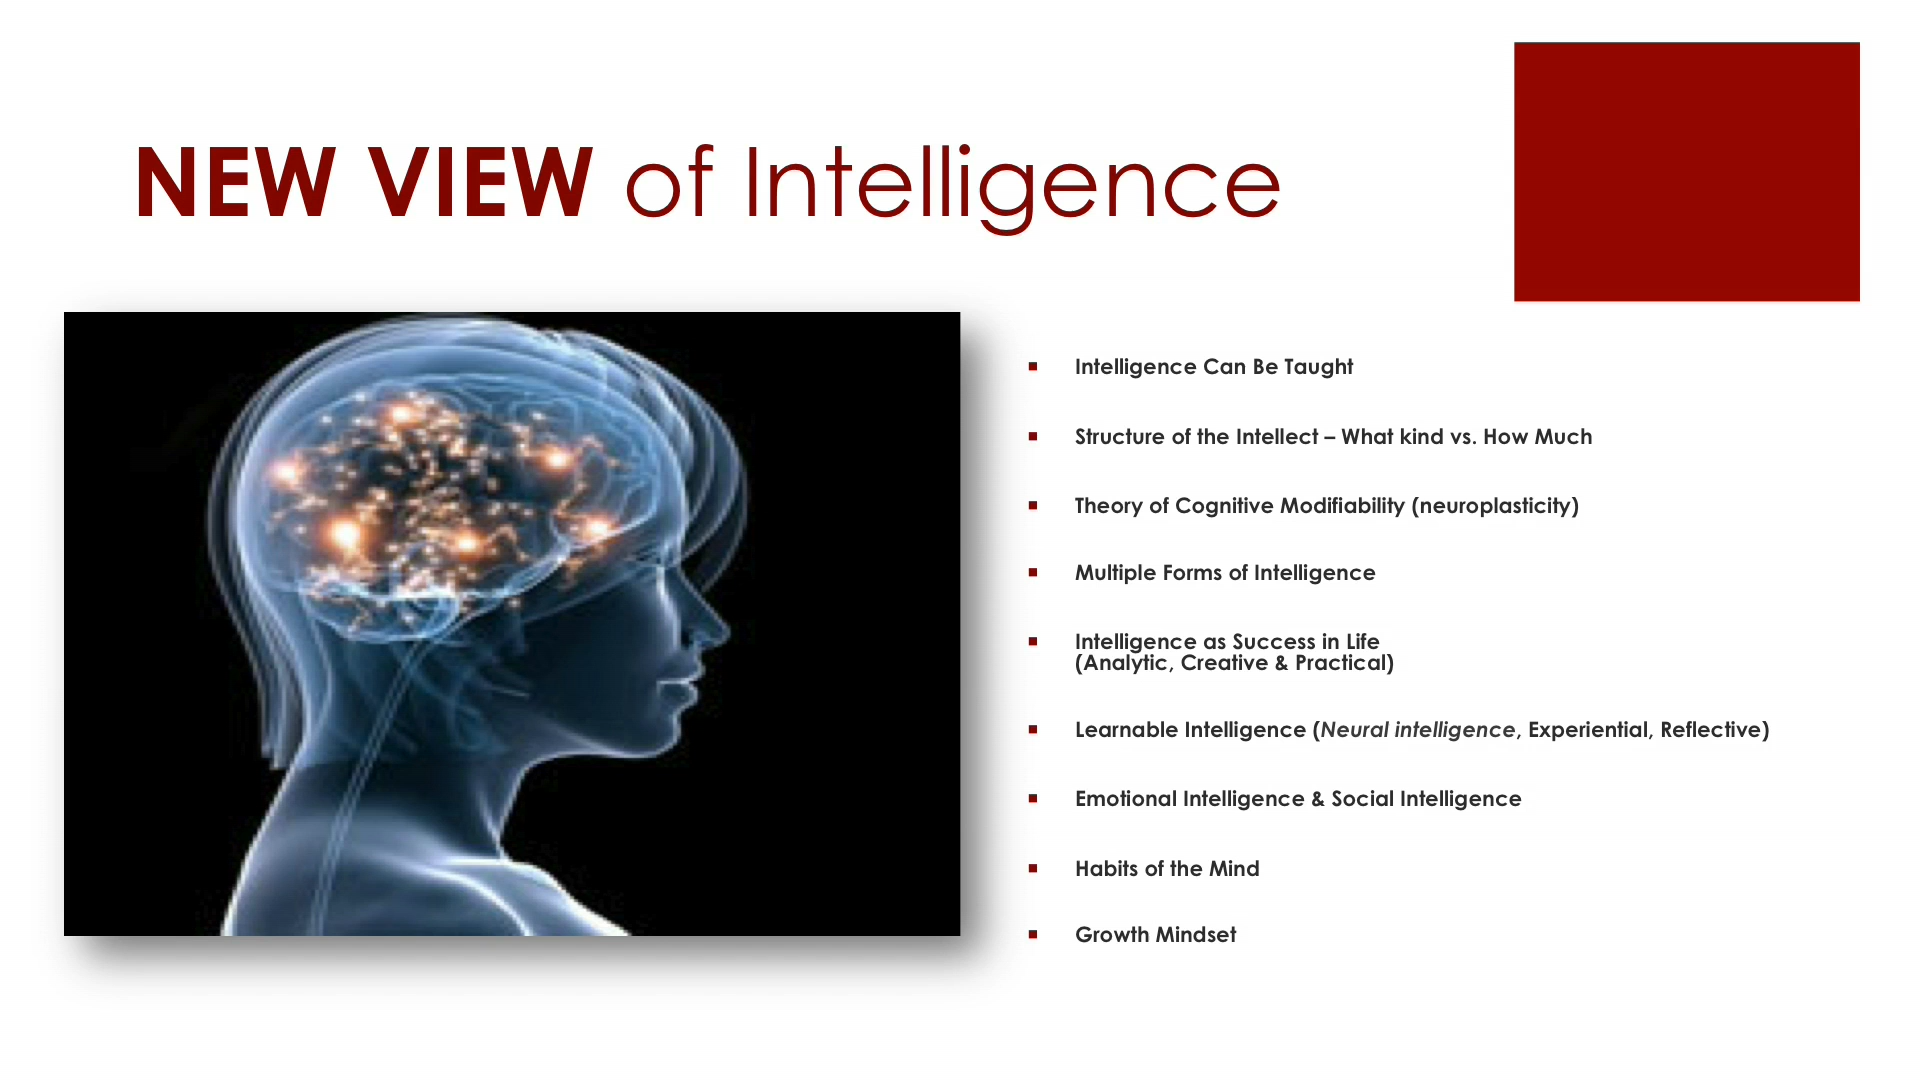 NEW VIEW of Intelligence
Intelligence Can Be Taught
Structure of the Intellect – What kind vs. How Much
Theory of Cognitive Modifiability (neuroplasticity)
Multiple Forms of Intelligence
Intelligence as Success in Life
(Analytic, Creative & Practical)
Learnable Intelligence (Neural intelligence, Experiential, Reflective)
Emotional Intelligence & Social Intelligence
Habits of the Mind
Growth Mindset